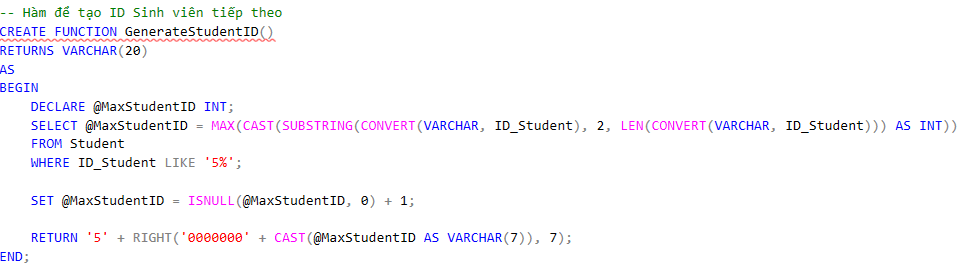 -- Hàm để tạo ID Sinh viên tiếp theo
CREATE FUNCTION GenerateStudentID()
RETURNS VARCHAR(20)
AS
BEGIN
    DECLARE @MaxStudentID INT;
    SELECT @MaxStudentID = MAX(CAST(SUBSTRING(CONVERT(VARCHAR, ID_Student), 2, LEN(CONVERT(VARCHAR, ID_Student))) AS INT))
    FROM Student
    WHERE ID_Student LIKE '5%';

    SET @MaxStudentID = ISNULL(@MaxStudentID, 0) + 1;

    RETURN '5' + RIGHT('0000000' + CAST(@MaxStudentID AS VARCHAR(7)), 7);
END;